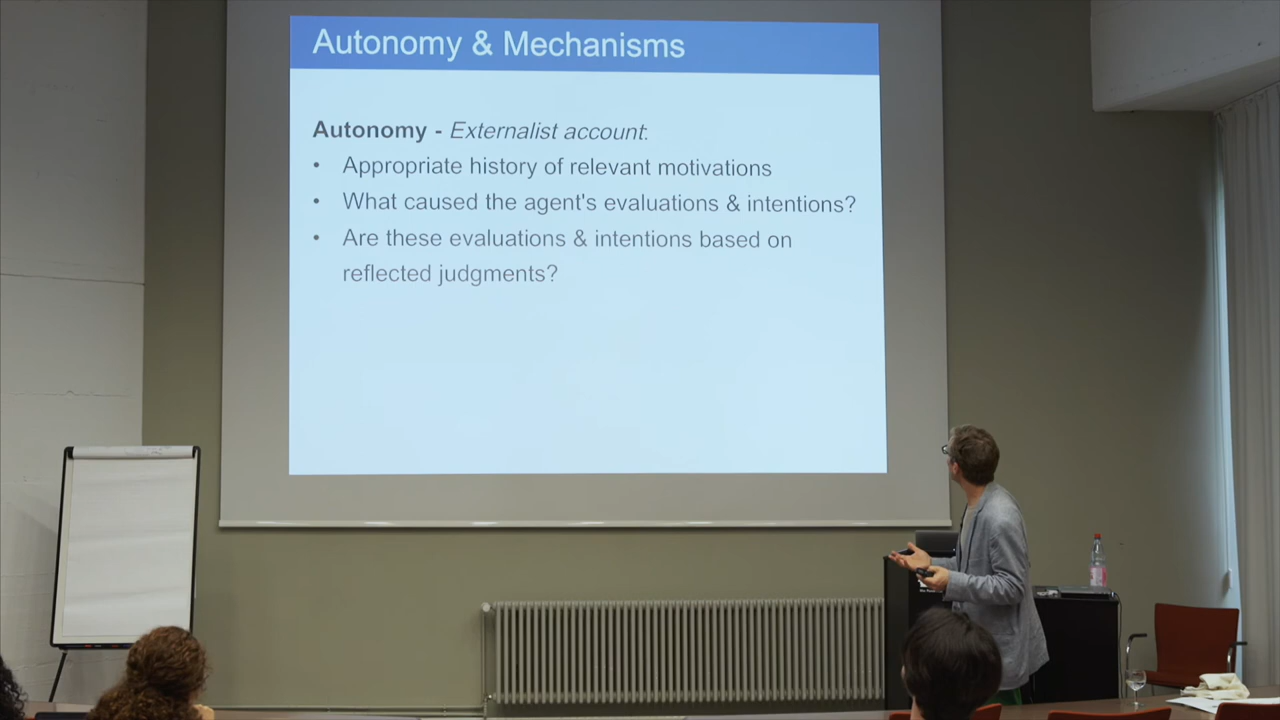 Autonomy & Mechanisms
Autonomy - Externalist account:
• Appropriate history of relevant motivations
• What caused the agent's evaluations & intentions?
• Are these evaluations & intentions based on
reflected judgments?